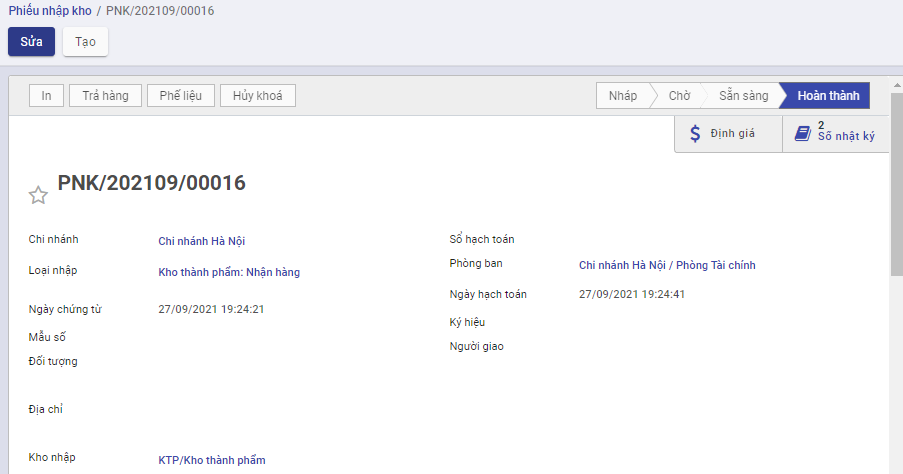 Phiếu nhập kho / PNK/202109/00016
Sửa Tạo
In Trả hàng Phế liệu Hủy khoá Nháp Chờ Sẵn sàng Hoàn thành
$ Định giá 2 Sổ nhật ký
PNK/202109/00016
Chi nhánh Chi nhánh Hà Nội Sổ hạch toán
Loại nhập Kho thành phẩm: Nhận hàng Phòng ban Chi nhánh Hà Nội / Phòng Tài chính
Ngày chứng từ 27/09/2021 19:24:21 Ngày hạch toán 27/09/2021 19:24:41
Mẫu số Ký hiệu
Đối tượng Người giao
Địa chỉ
Kho nhập KTP/Kho thành phẩm